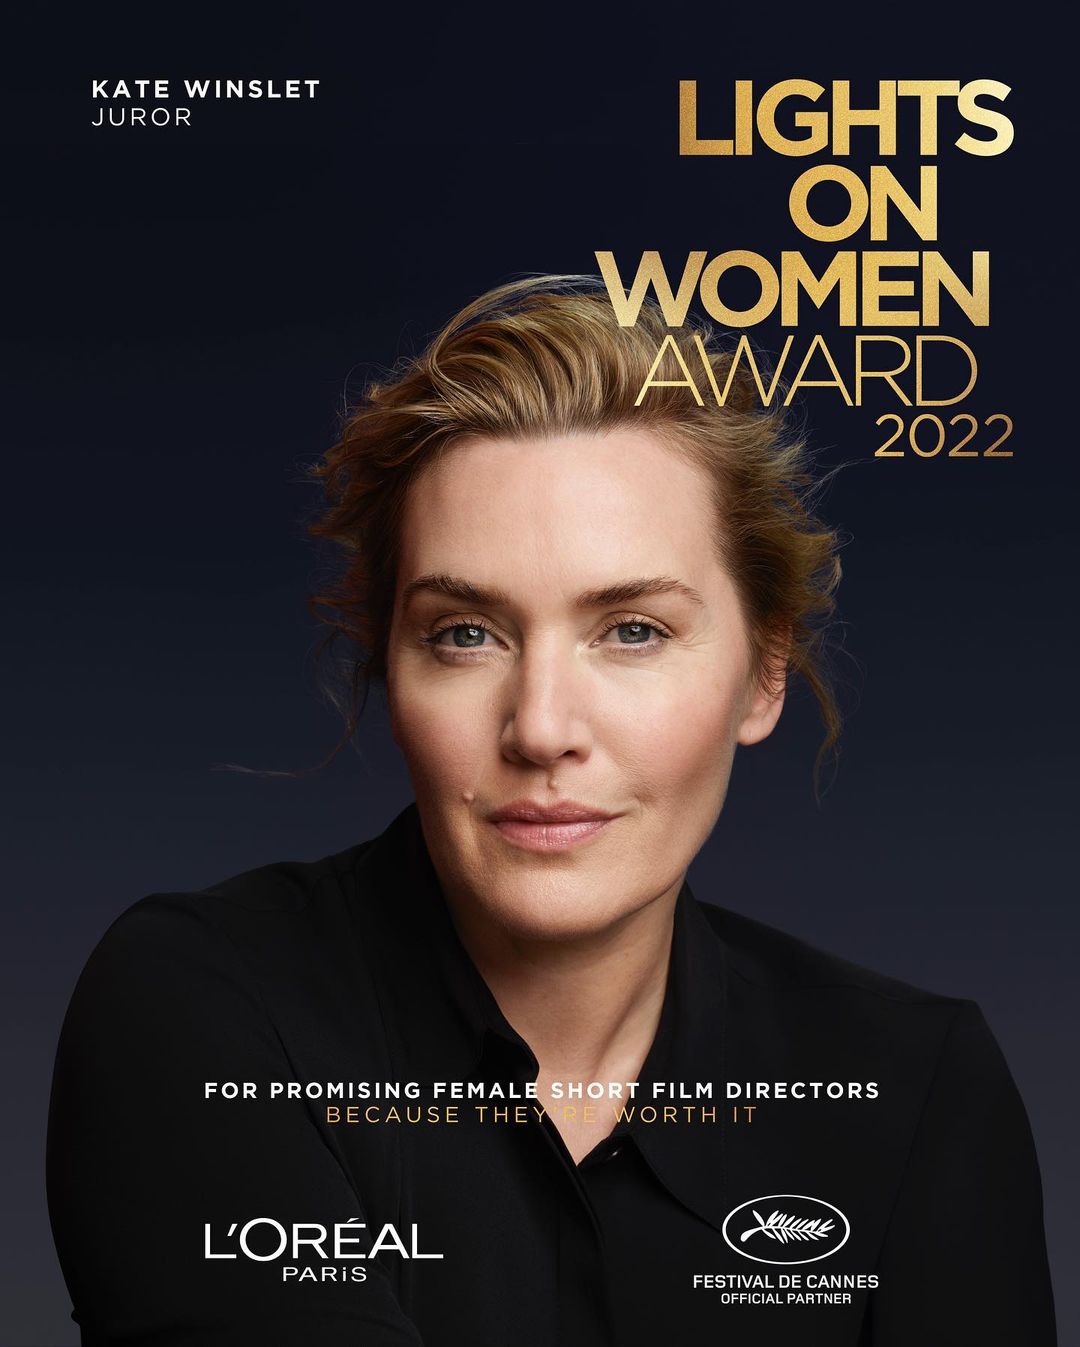 KATE WINSLET
JUROR
LIGHTS
ON
WOMEN
AWARD
2022
FOR PROMISING FEMALE SHORT FILM DIRECTORS
BECAUSE THEY'RE WORTH IT
L'ORÉAL
PARiS
FESTIVAL DE CANNES
OFFICIAL PARTNER